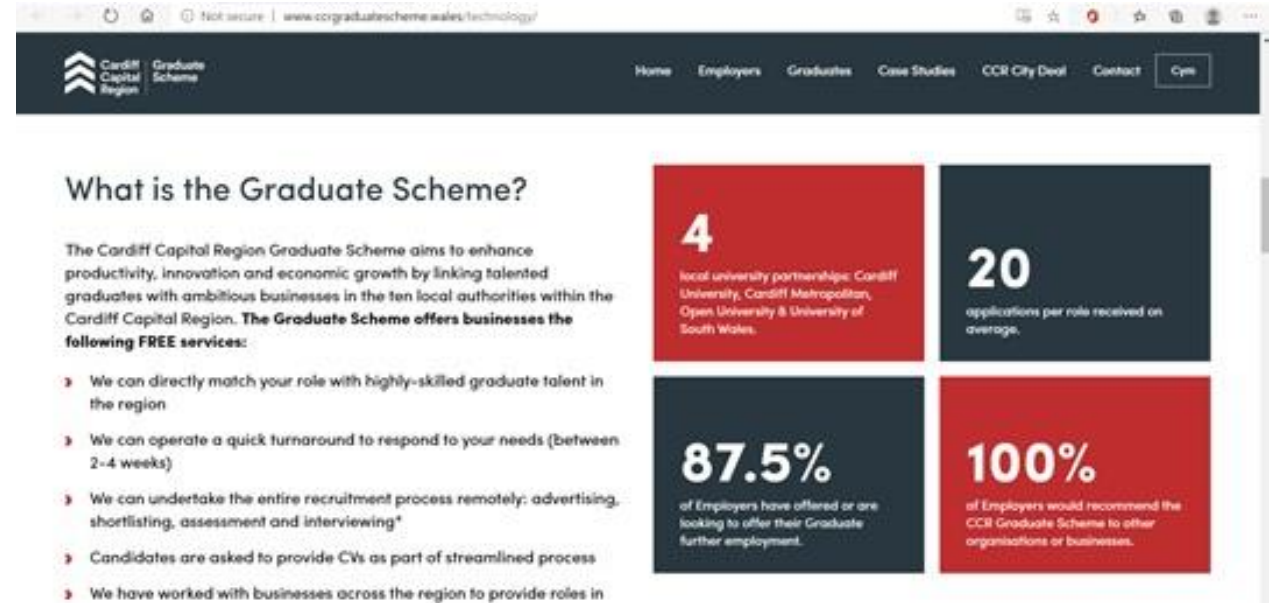 Not secure | www.ccrgraduatescheme.wales/technology/
Cardiff Capital Region
Graduate Scheme
Home Employers Graduates Case Studies CCR City Deal Contact Cym
What is the Graduate Scheme?
The Cardiff Capital Region Graduate Scheme aims to enhance
productivity, innovation and economic growth by linking talented
graduates with ambitious businesses in the ten local authorities within the
Cardiff Capital Region. The Graduate Scheme offers businesses the
following FREE services:
We can directly match your role with highly-skilled graduate talent in
the region
We can operate a quick turnaround to respond to your needs (between
2-4 weeks)
We can undertake the entire recruitment process remotely: advertising,
shortlisting, assessment and interviewing*
Candidates are asked to provide CVs as part of streamlined process
We have worked with businesses across the region to provide roles in
4
local university partnerships: Cardiff
University, Cardiff Metropolitan,
Open University & University of
South Wales.
20
applications per role received on
average.
87.5%
of Employers have offered or are
looking to offer their Graduate
further employment.
100%
of Employers would recommend the
CCR Graduate Scheme to other
organisations or businesses.